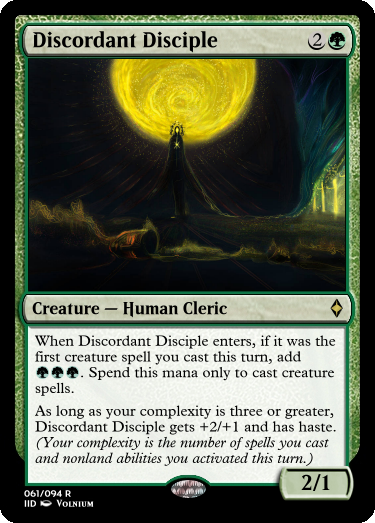 Discordant Disciple 2
Creature — Human Cleric
When Discordant Disciple enters, if it was the
first creature spell you cast this turn, add
. Spend this mana only to cast creature
spells.
As long as your complexity is three or greater,
Discordant Disciple gets +2/+1 and has haste.
(Your complexity is the number of spells you cast
and nonland abilities you activated this turn.)
2/1
061/094 R
IID VOLNIUM